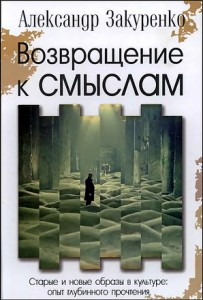 Александр Закуренко
Возвращение
к смыслам
Старые и новые образы в культуре:
опыт глубинного прочтения